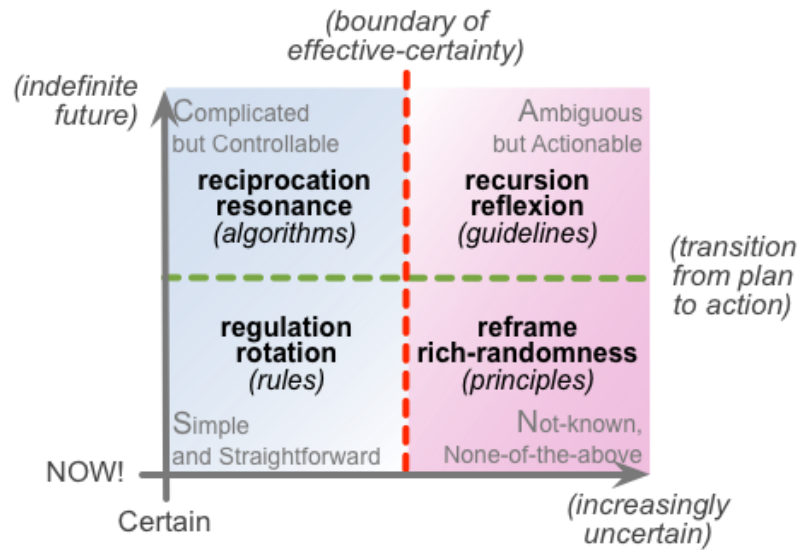 (boundary of
effective-certainty)
(indefinite
future)
Complicated
but Controllable
reciprocation
resonance
(algorithms)
Ambiguous
but Actionable
recursion
reflexion
(guidelines)
(transition
from plan
to action)
regulation
rotation
(rules)
Simple
and Straightforward
reframe
rich-randomness
(principles)
Not-known,
None-of-the-above
NOW!
Certain
(increasingly
uncertain)